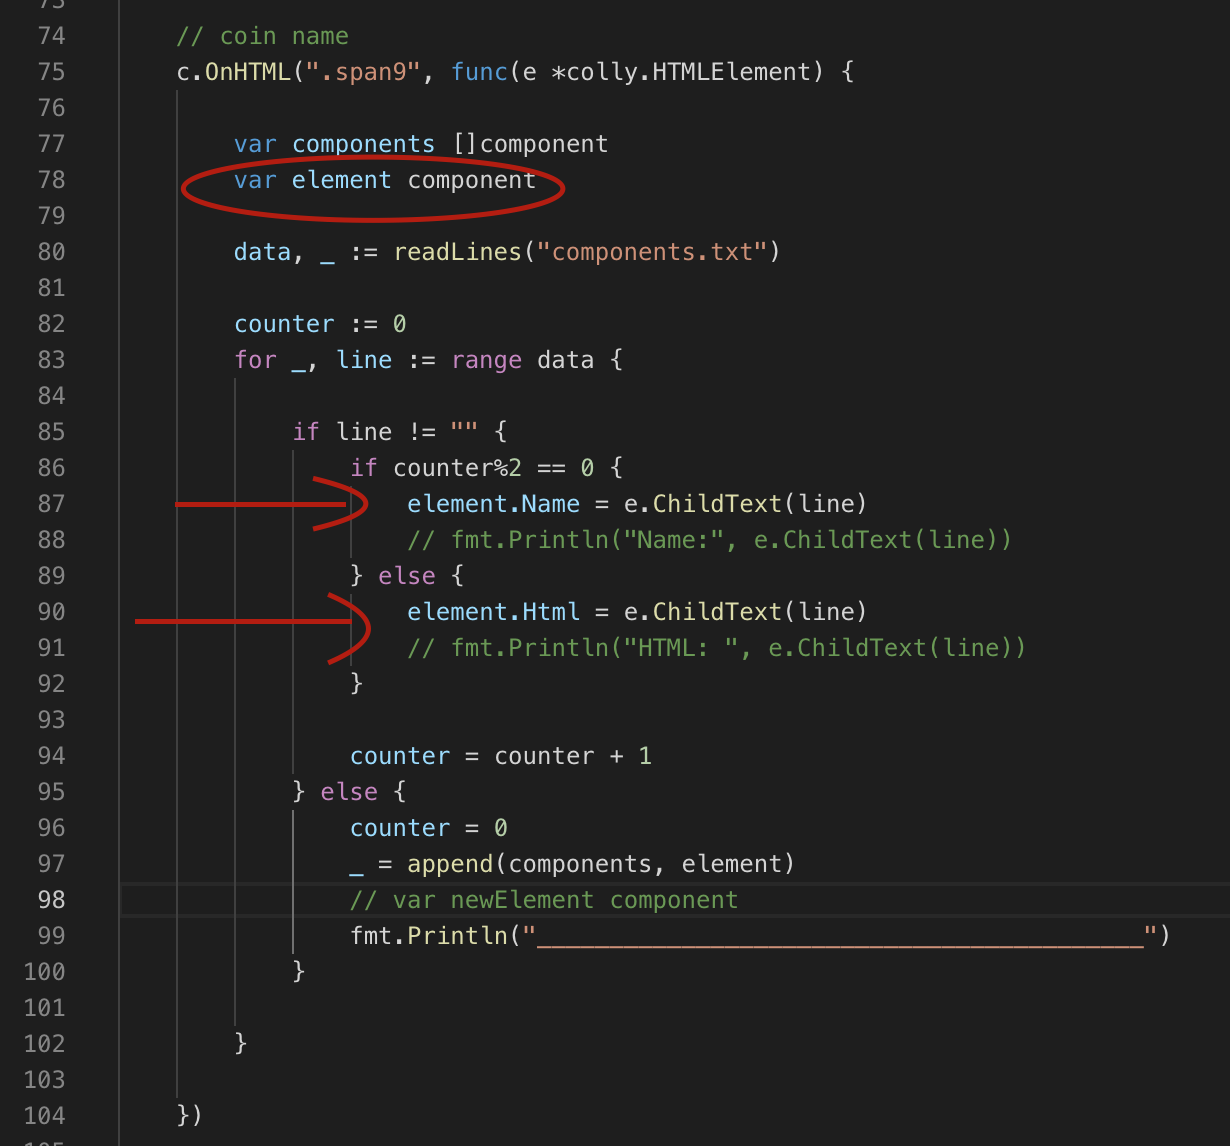 74 // coin name
75 c.OnHTML(".span9", func(e *colly.HTMLElement) {
76
77 var components []component
78 var element component
79
80 data, _ := readLines("components.txt")
81
82 counter := 0
83 for _, line := range data {
84
85 if line != "" {
86 if counter%2 == 0 {
87 element.Name = e.ChildText(line)
88 // fmt.Println("Name:", e.ChildText(line))
89 } else {
90 element.Html = e.ChildText(line)
91 // fmt.Println("HTML: ", e.ChildText(line))
92 }
93
94 counter = counter + 1
95 } else {
96 counter = 0
97 _ = append(components, element)
98 // var newElement component
99 fmt.Println("__________________________________________")
100 }
101
102 }
103
104 })